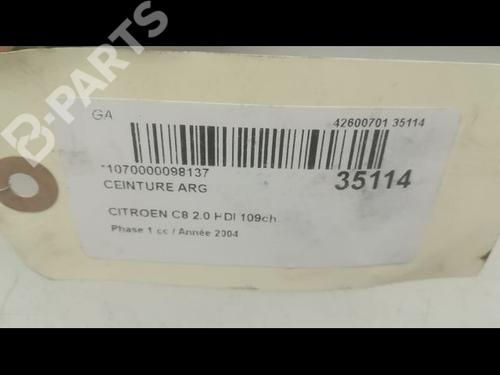 B-PARTS
GA
42600701 35114
*1070000098137
35114
CEINTURE ARG
CITROEN C8 2.0 HDI 109ch
Phase 1 cc / Année 2004